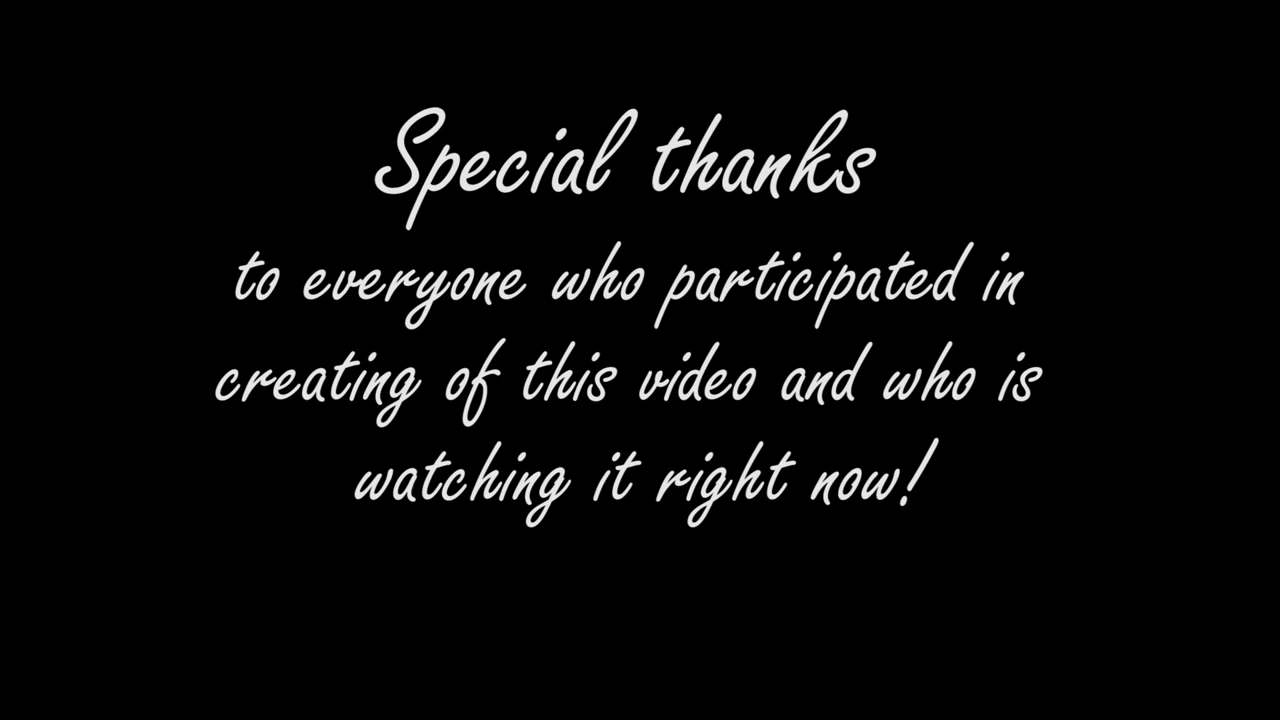 Special thanks
to everyone who participated in
creating of this video and who is
watching it right now!